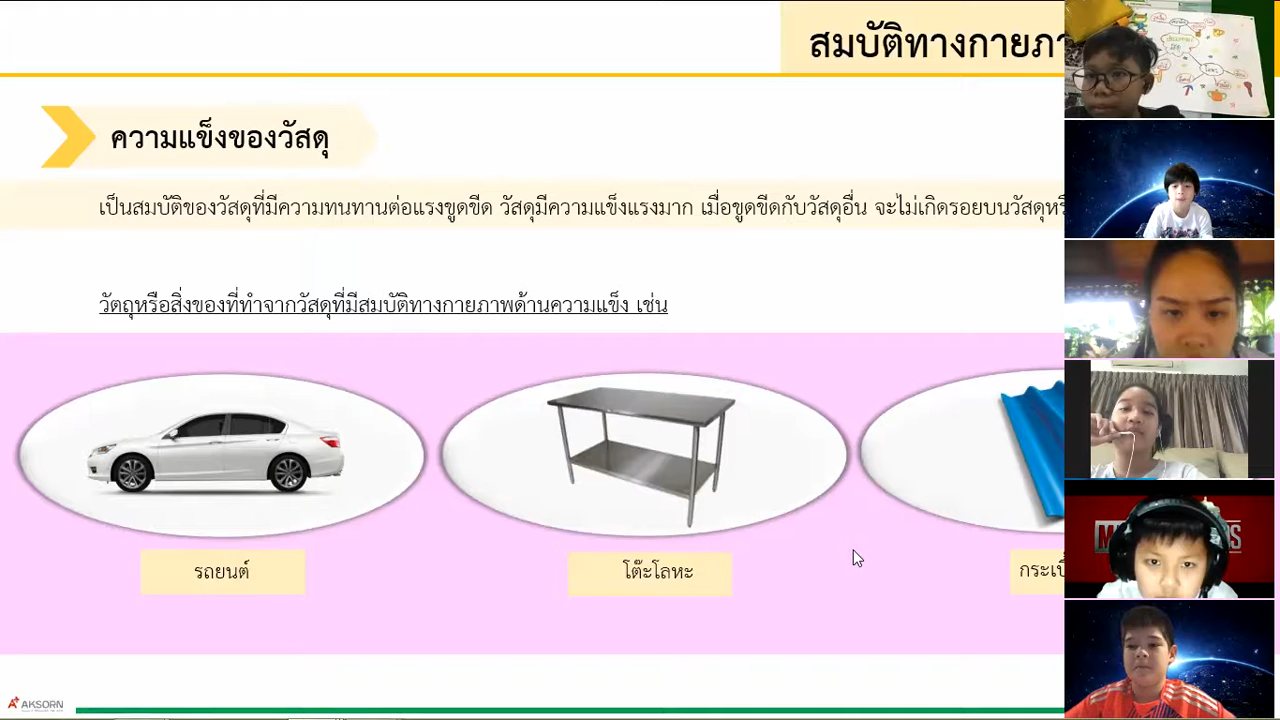 สมบัติทางกายภา
ความแข็งของวัสดุ
เป็นสมบัติของวัสดุที่มีความทนทานต่อแรงขูดขีด วัสดุมีความแข็งแรงมาก เมื่อขูดขีดกับวัสดุอื่น จะไม่เกิดรอยบนวัสดุหรื
วัตถุหรือสิ่งของที่ทำจากวัสดุที่มีสมบัติทางกายภาพด้านความแข็ง เช่น
รถยนต์
โต๊ะโลหะ
กระเบื
AKSORN